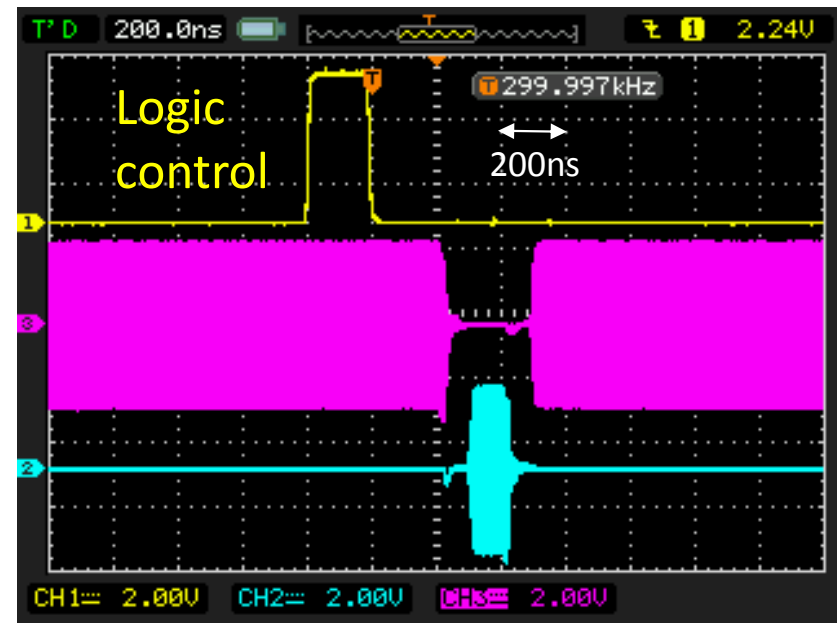 T'D 200.0ns T 1 2.24V
T 299.997kHz
Logic
control
200ns
1
3
2
CH1 2.00V CH2 2.00V CH3 2.00V